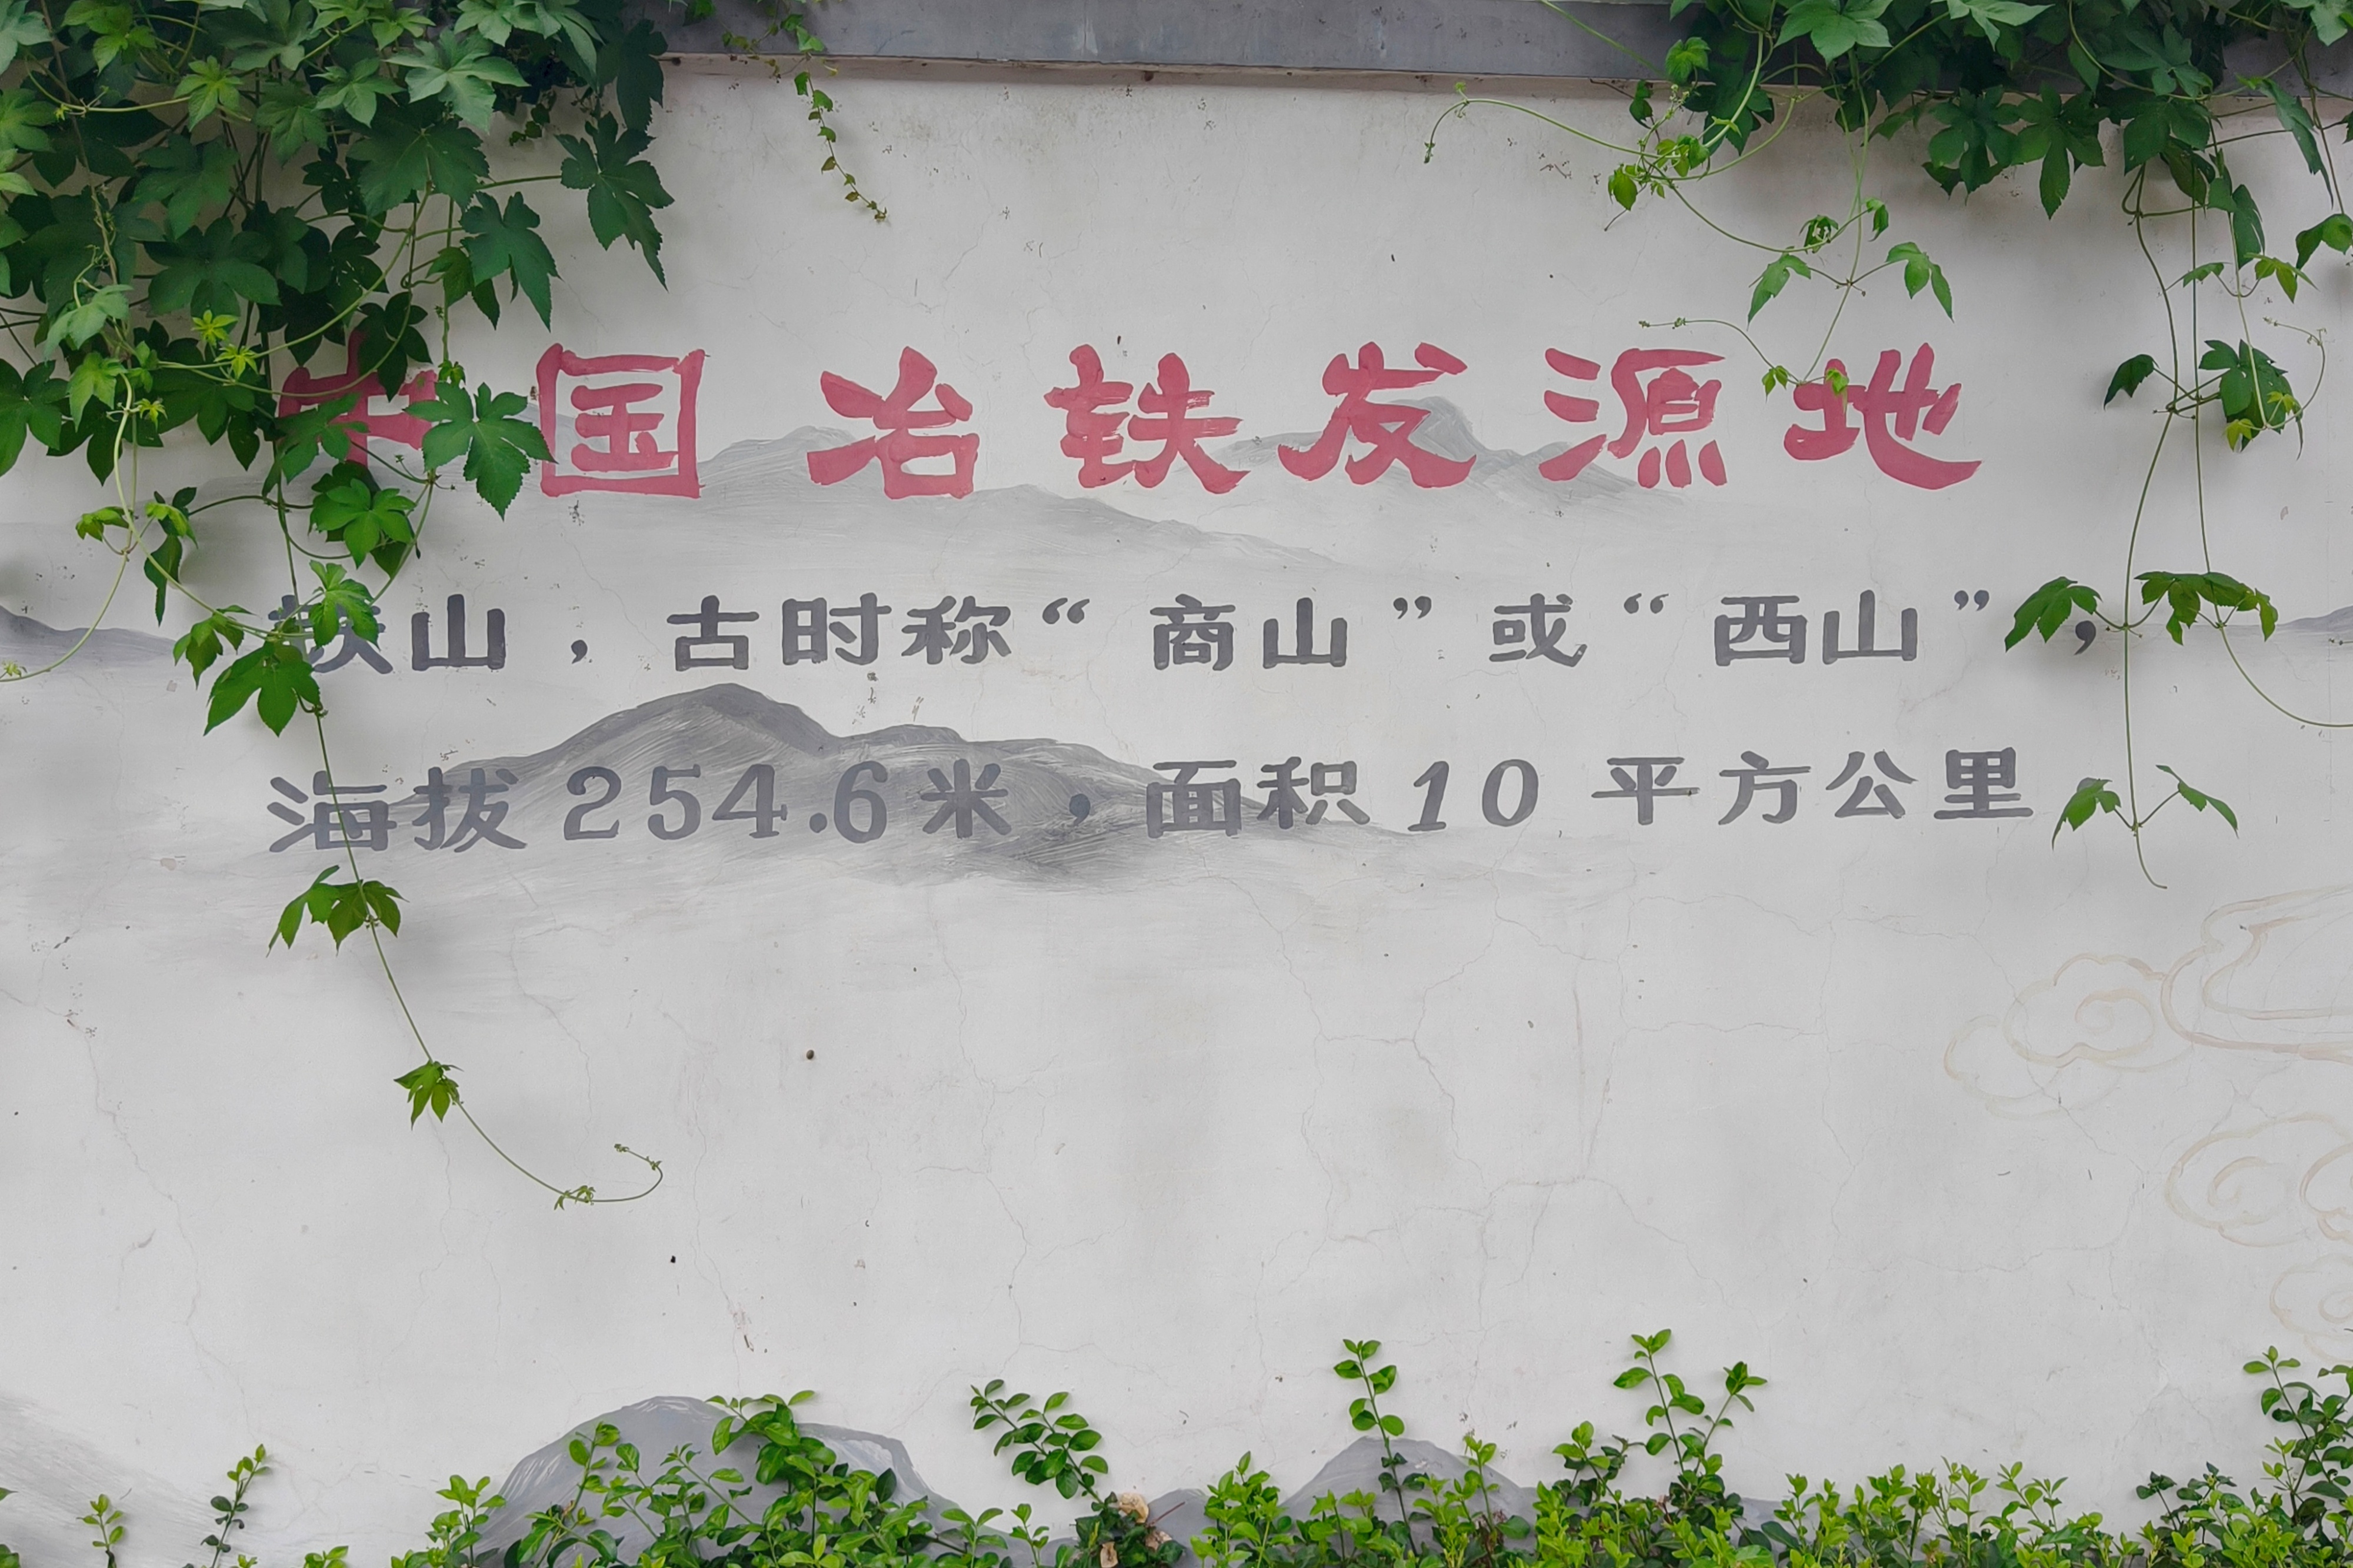 中国冶铁发源地
铁山，古时称“商山”或“西山”，
海拔254.6米，面积10平方公里